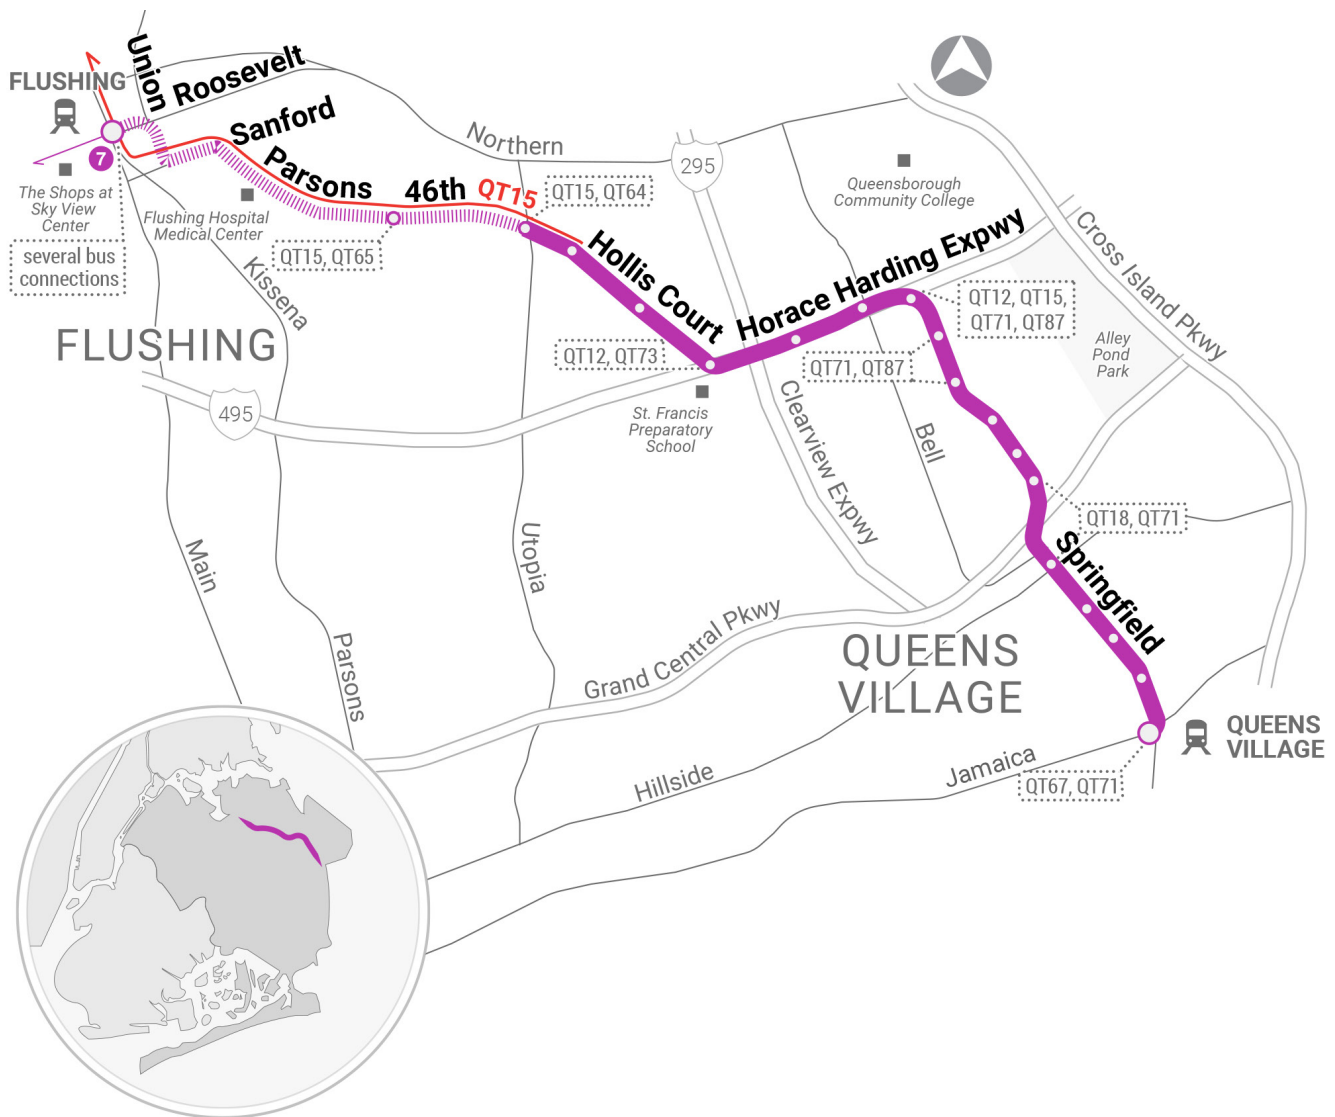 Union
Roosevelt
FLUSHING
7
Sanford
Parsons
46th
QT15
Northern
295
The Shops at
Sky View
Center
several bus
connections
Flushing Hospital
Medical Center
QT15, QT65
QT15, QT64
Queensborough
Community College
Kissena
FLUSHING
Hollis Court
Horace Harding Expwy
Cross Island Pkwy
QT12, QT15,
QT71, QT87
QT12, QT73
QT71, QT87
Alley
Pond
Park
495
St. Francis
Preparatory
School
Clearview Expwy
Bell
QT18, QT71
Main
Utopia
Springfield
Parsons
Grand Central Pkwy
QUEENS
VILLAGE
QUEENS
VILLAGE
Hillside
Jamaica
QT67, QT71